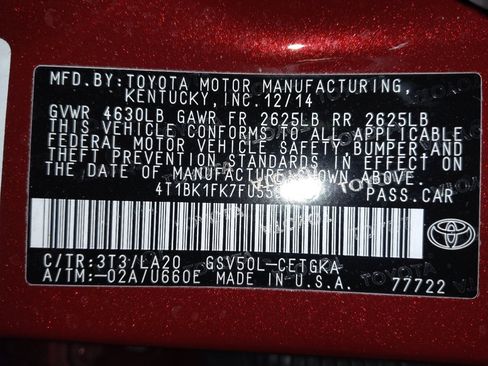 MFD.BY:TOYOTA MOTOR MANUFACTURING,
KENTUCKY,INC.12/14
GVWR 4630LB GAWR FR 2625LB RR 2625LB
THIS VEHICLE CONFORMS TO ALL APPLICABLE
FEDERAL MOTOR VEHICLE SAFETY,BUMPER AND
THEFT PREVENTION STANDARDS IN EFFECT ON
THE DATE OF MANUFACTURE SHOWN ABOVE.
PASS.CAR
C/TR:3T3/LA20 GSV50L-CETGKA
A/TM:-02A/U660E MADE IN U.S.A. 77722